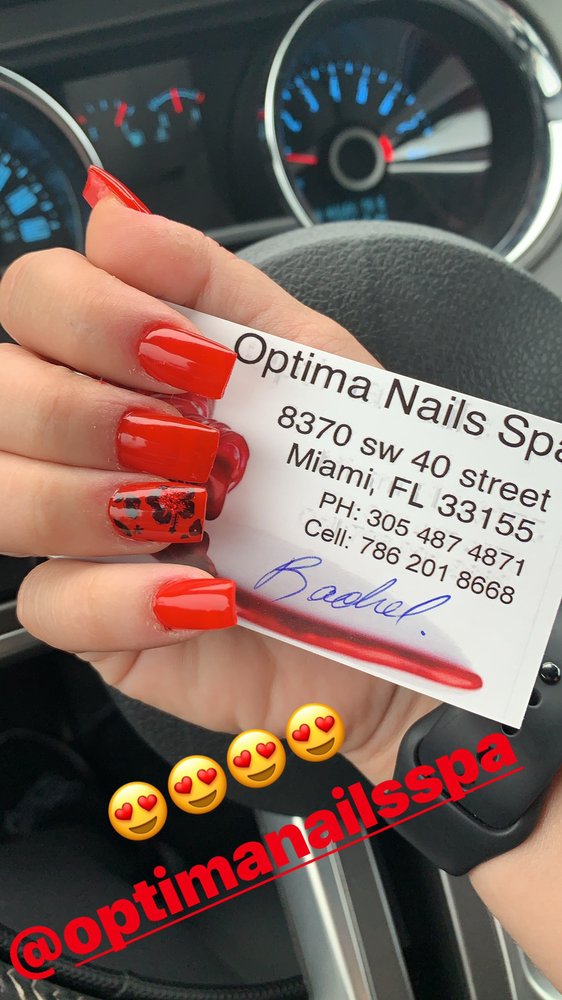 Optima Nails Spa
8370 sw 40 street
Miami, FL 33155
PH: 305 487 4871
Cell: 786 201 8668
Rachel.
@optimanailsspa